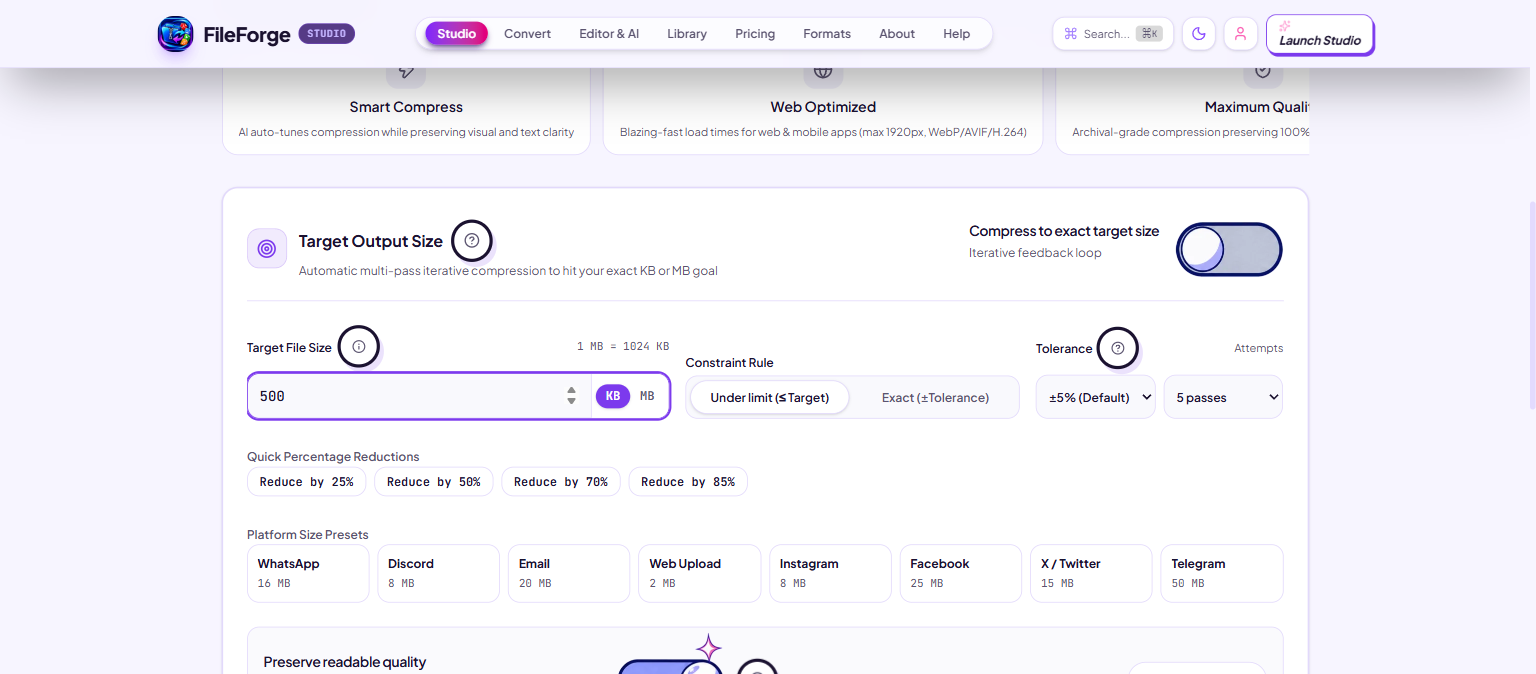 FileForge STUDIO Studio Convert Editor & AI Library Pricing Formats About Help Search... ⌘K Launch Studio
Smart Compress
AI auto-tunes compression while preserving visual and text clarity
Web Optimized
Blazing-fast load times for web & mobile apps (max 1920px, WebP/AVIF/H.264)
Maximum Quali
Archival-grade compression preserving 100%
Target Output Size
Automatic multi-pass iterative compression to hit your exact KB or MB goal
Compress to exact target size
Iterative feedback loop
Target File Size
1 MB = 1024 KB
500 KB MB
Constraint Rule
Under limit (≤ Target) Exact (±Tolerance)
Tolerance
Attempts
±5% (Default) 5 passes
Quick Percentage Reductions
Reduce by 25% Reduce by 50% Reduce by 70% Reduce by 85%
Platform Size Presets
WhatsApp
16 MB
Discord
8 MB
Email
20 MB
Web Upload
2 MB
Instagram
8 MB
Facebook
25 MB
X / Twitter
15 MB
Telegram
50 MB
Preserve readable quality